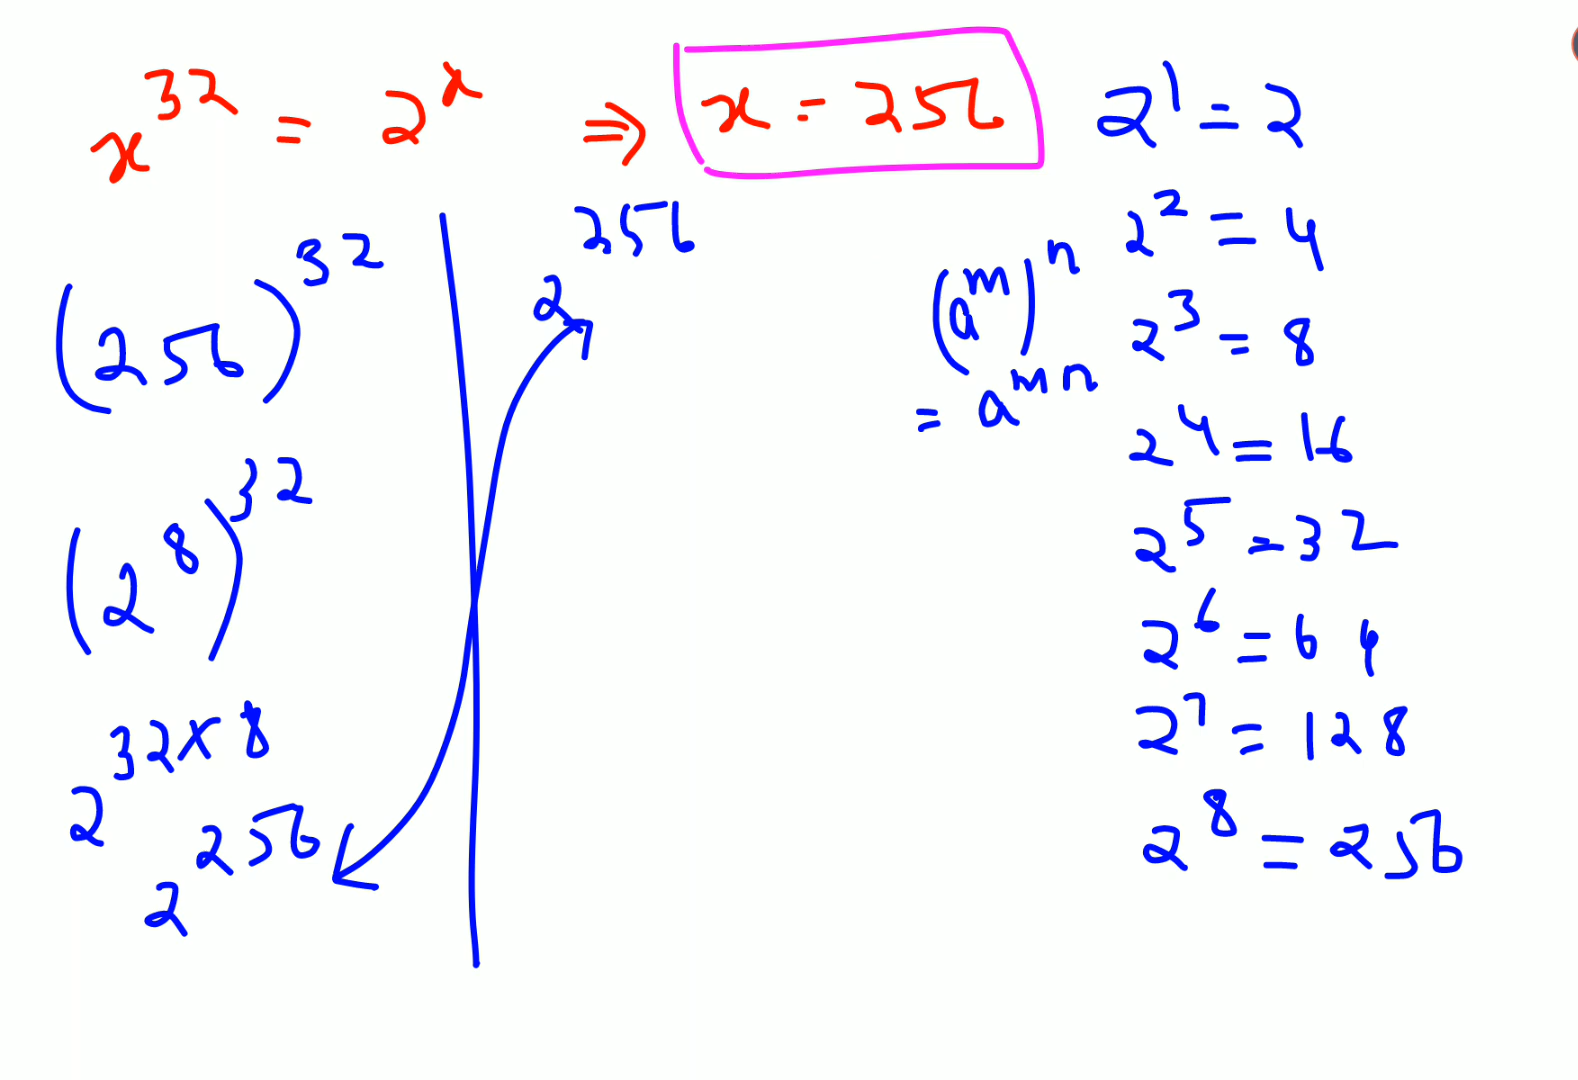 x^32 = 2^x ⇒ x = 256
(256)^32
2^256
(2^8)^32
2^32×8
2^256
(a^m)^n
= a^mn
2^1 = 2
2^2 = 4
2^3 = 8
2^4 = 16
2^5 = 32
2^6 = 64
2^7 = 128
2^8 = 256